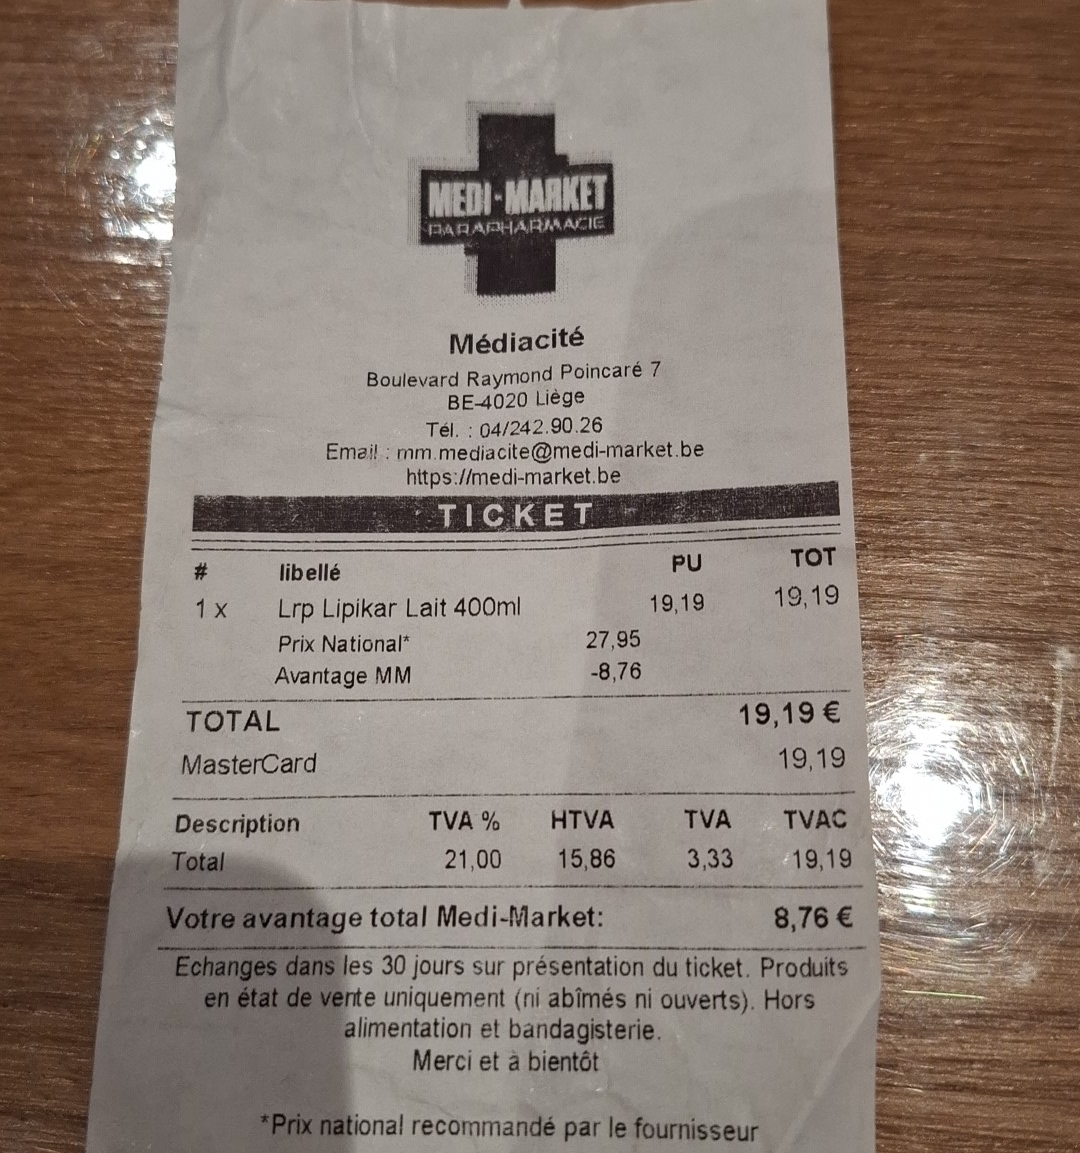 MEDI-MARKET
PARAPHARMACIE
Médiacité
Boulevard Raymond Poincaré 7
BE-4020 Liège
Tél. : 04/242.90.26
Email : mm.mediacite@medi-market.be
https://medi-market.be
TICKET
# libellé PU TOT
1 x Lrp Lipikar Lait 400ml 19,19 19,19
Prix National* 27,95
Avantage MM -8,76
TOTAL 19,19 €
MasterCard 19,19
Description TVA % HTVA TVA TVAC
Total 21,00 15,86 3,33 19,19
Votre avantage total Medi-Market: 8,76 €
Echanges dans les 30 jours sur présentation du ticket. Produits
en état de vente uniquement (ni abîmés ni ouverts). Hors
alimentation et bandagisterie.
Merci et à bientôt
*Prix national recommandé par le fournisseur